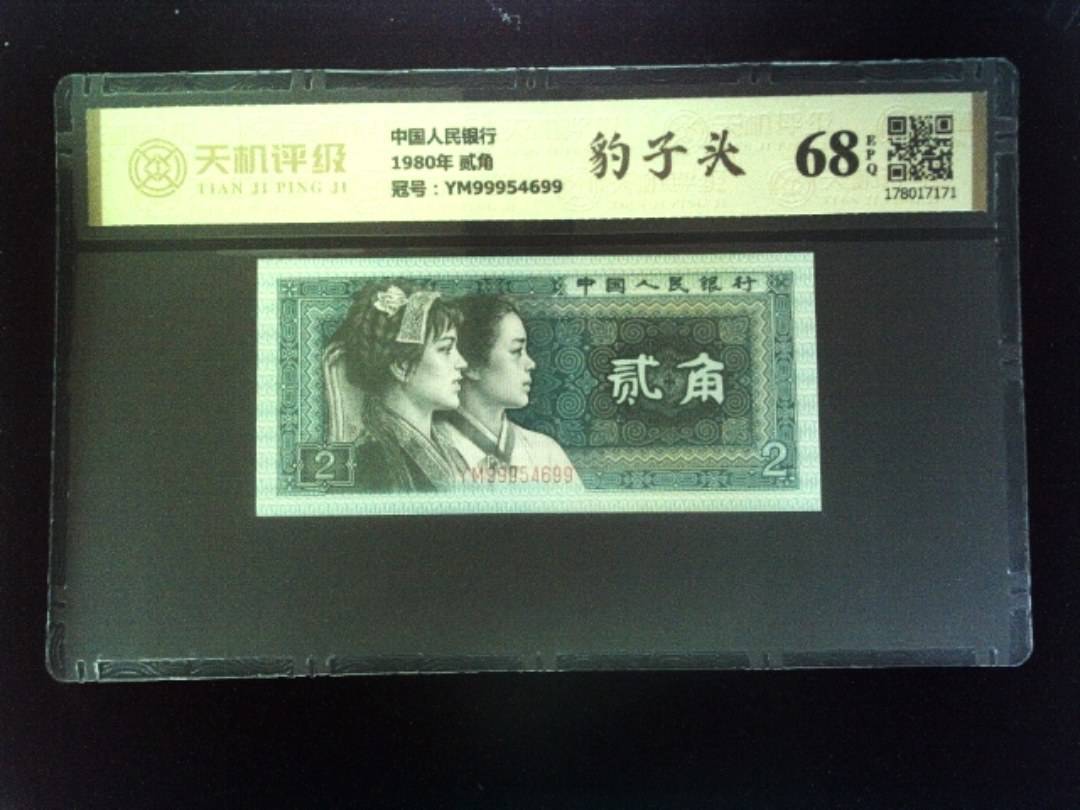 天机评级
TIAN JI PING JI
中国人民银行
1980年 贰角
冠号：YM99954699
豹子头
68
EPQ
178017171
中国人民银行
贰角
2
2
YM99954699